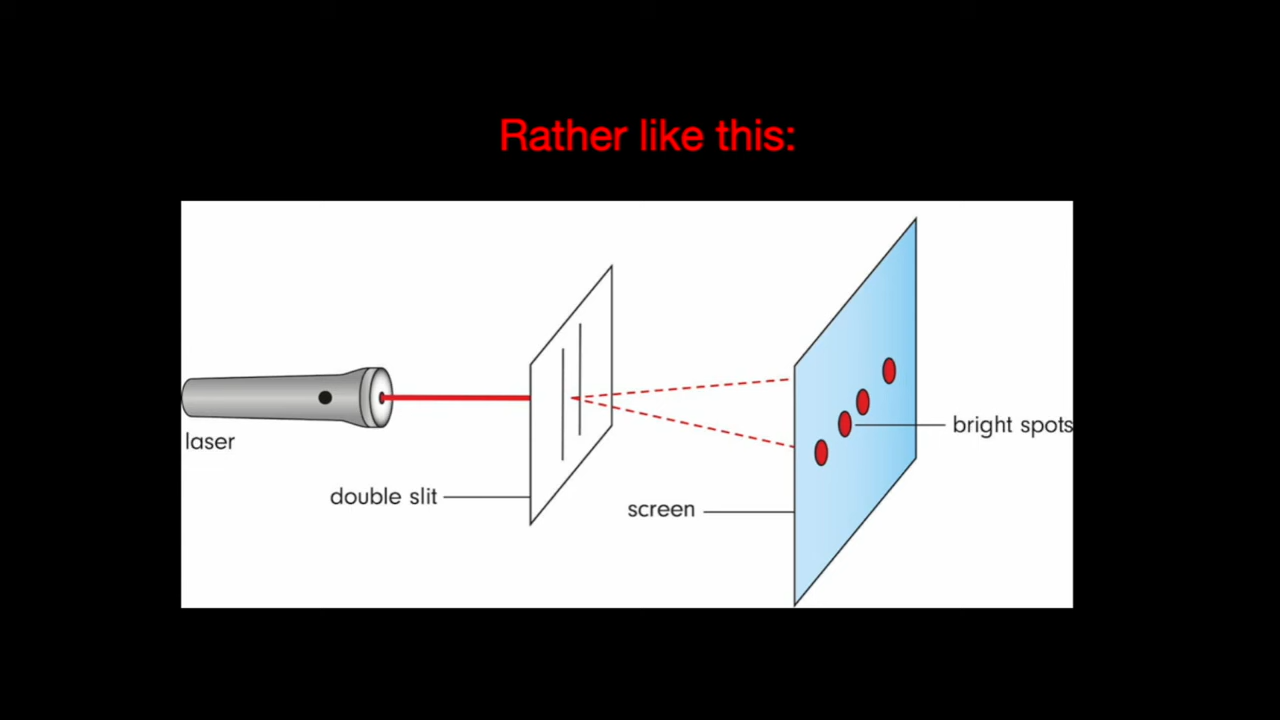 Rather like this:
laser
double slit
screen
bright spots